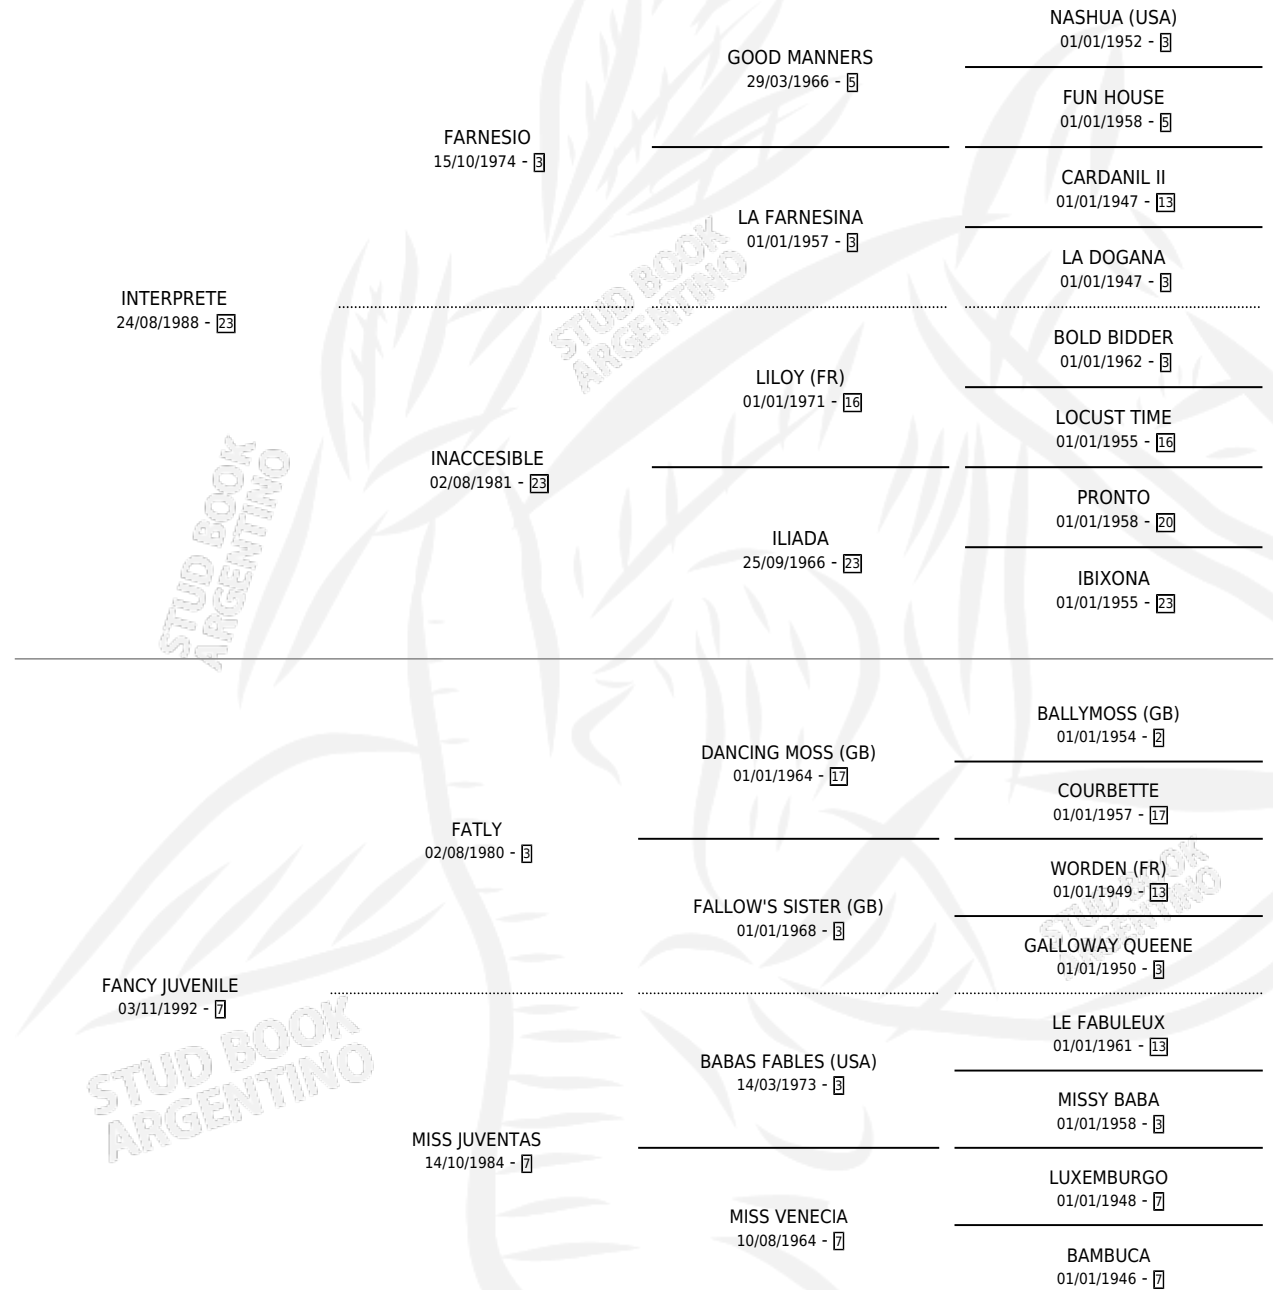 NASHUA (USA)
01/01/1952 - 3
GOOD MANNERS
29/03/1966 - 5
FUN HOUSE
01/01/1958 - 5
FARNESIO
15/10/1974 - 3
CARDANIL II
01/01/1947 - 13
LA FARNESINA
01/01/1957 - 3
LA DOGANA
01/01/1947 - 3
INTERPRETE
24/08/1988 - 23
STUD BOOK
ARGENTINO
BOLD BIDDER
01/01/1962 - 3
LILOY (FR)
01/01/1971 - 16
LOCUST TIME
01/01/1955 - 16
INACCESIBLE
02/08/1981 - 23
PRONTO
01/01/1958 - 20
ILIADA
25/09/1966 - 23
IBIXONA
01/01/1955 - 23
STUD BOOK
ARGENTINO
BALLYMOSS (GB)
01/01/1954 - 2
DANCING MOSS (GB)
01/01/1964 - 17
COURBETTE
01/01/1957 - 17
FATLY
02/08/1980 - 3
WORDEN (FR)
01/01/1949 - 13
STUD BOOK
ARGENTINO
FALLOW'S SISTER (GB)
01/01/1968 - 3
GALLOWAY QUEENE
01/01/1950 - 3
FANCY JUVENILE
03/11/1992 - 7
STUD BOOK
ARGENTINO
LE FABULEUX
01/01/1961 - 13
BABAS FABLES (USA)
14/03/1973 - 3
MISSY BABA
01/01/1958 - 3
MISS JUVENTAS
14/10/1984 - 7
LUXEMBURGO
01/01/1948 - 7
MISS VENECIA
10/08/1964 - 7
BAMBUCA
01/01/1946 - 7